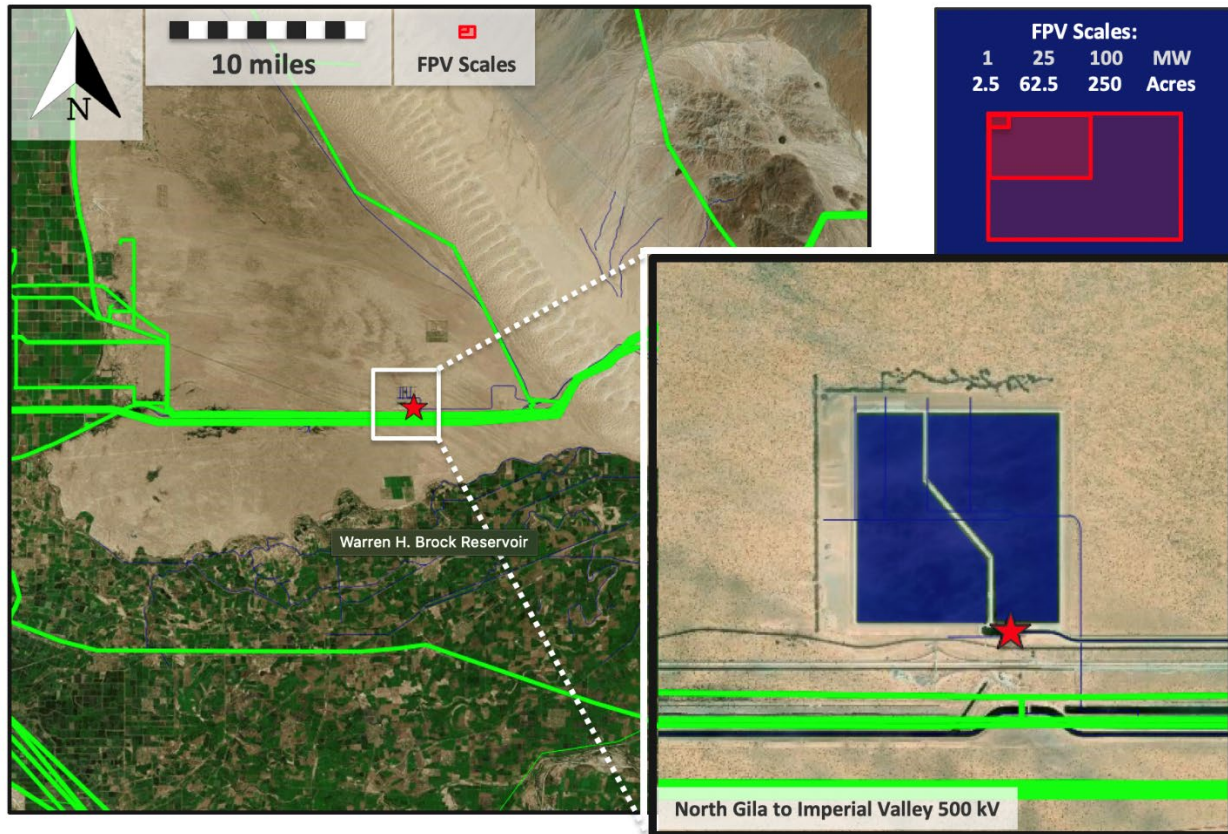 N
10 miles
FPV Scales
FPV Scales:
1 25 100 MW
2.5 62.5 250 Acres
Warren H. Brock Reservoir
North Gila to Imperial Valley 500 kV